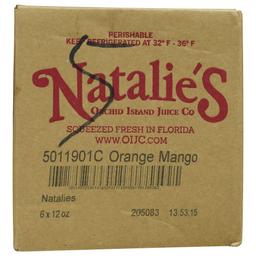 PERISHABLE
KEEP REFRIGERATED AT 32° F - 36° F
5
Natalie's
ORCHID ISLAND JUICE CO
SQUEEZED FRESH IN FLORIDA
WWW.OIJC.COM
5011901C Orange Mango
Natalies
6 x 12 oz 205083 13:53:15